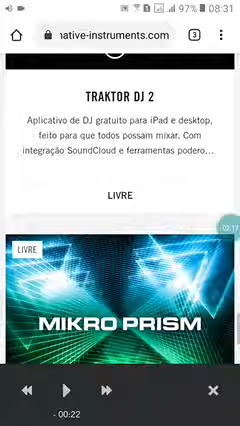 97% 08:31
native-instruments.com 3
TRAKTOR DJ 2
Aplicativo de DJ gratuito para iPad e desktop,
feito para que todos possam mixar. Com
integração SoundCloud e ferramentas podero...
LIVRE
02:17
LIVRE
MIKRO PRISM
- 00:22